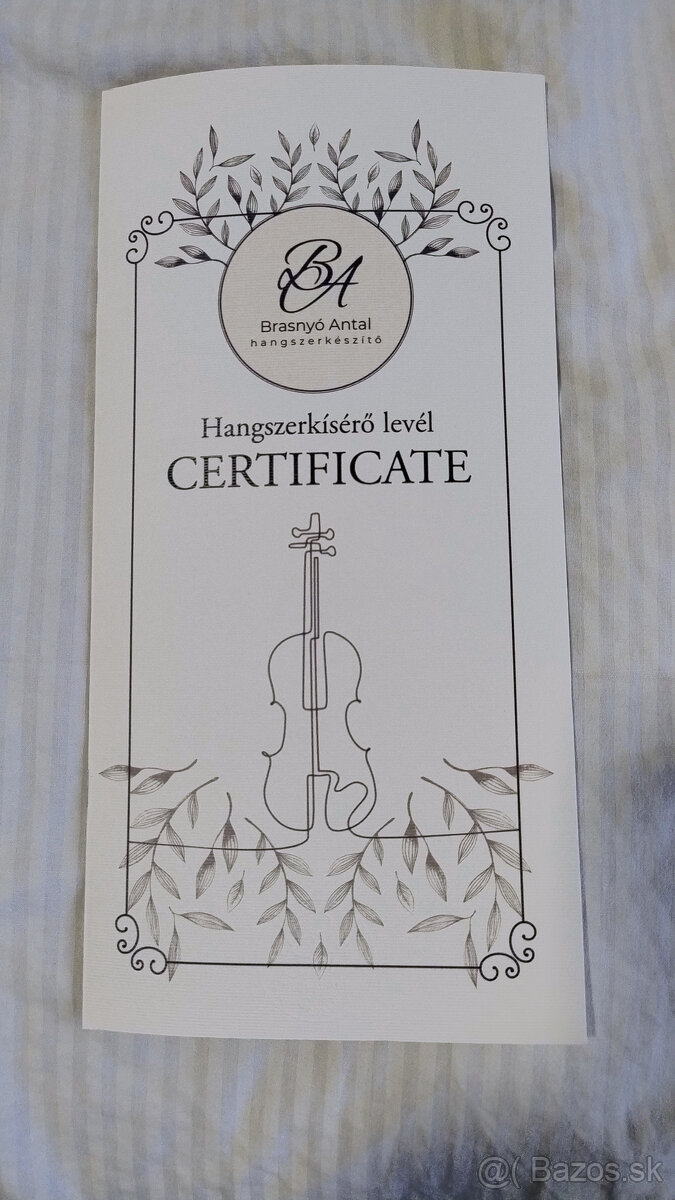 BA
Brasnyó Antal
hangszerkészítő
Hangszerkísérő levél
CERTIFICATE
@( Bazos.sk